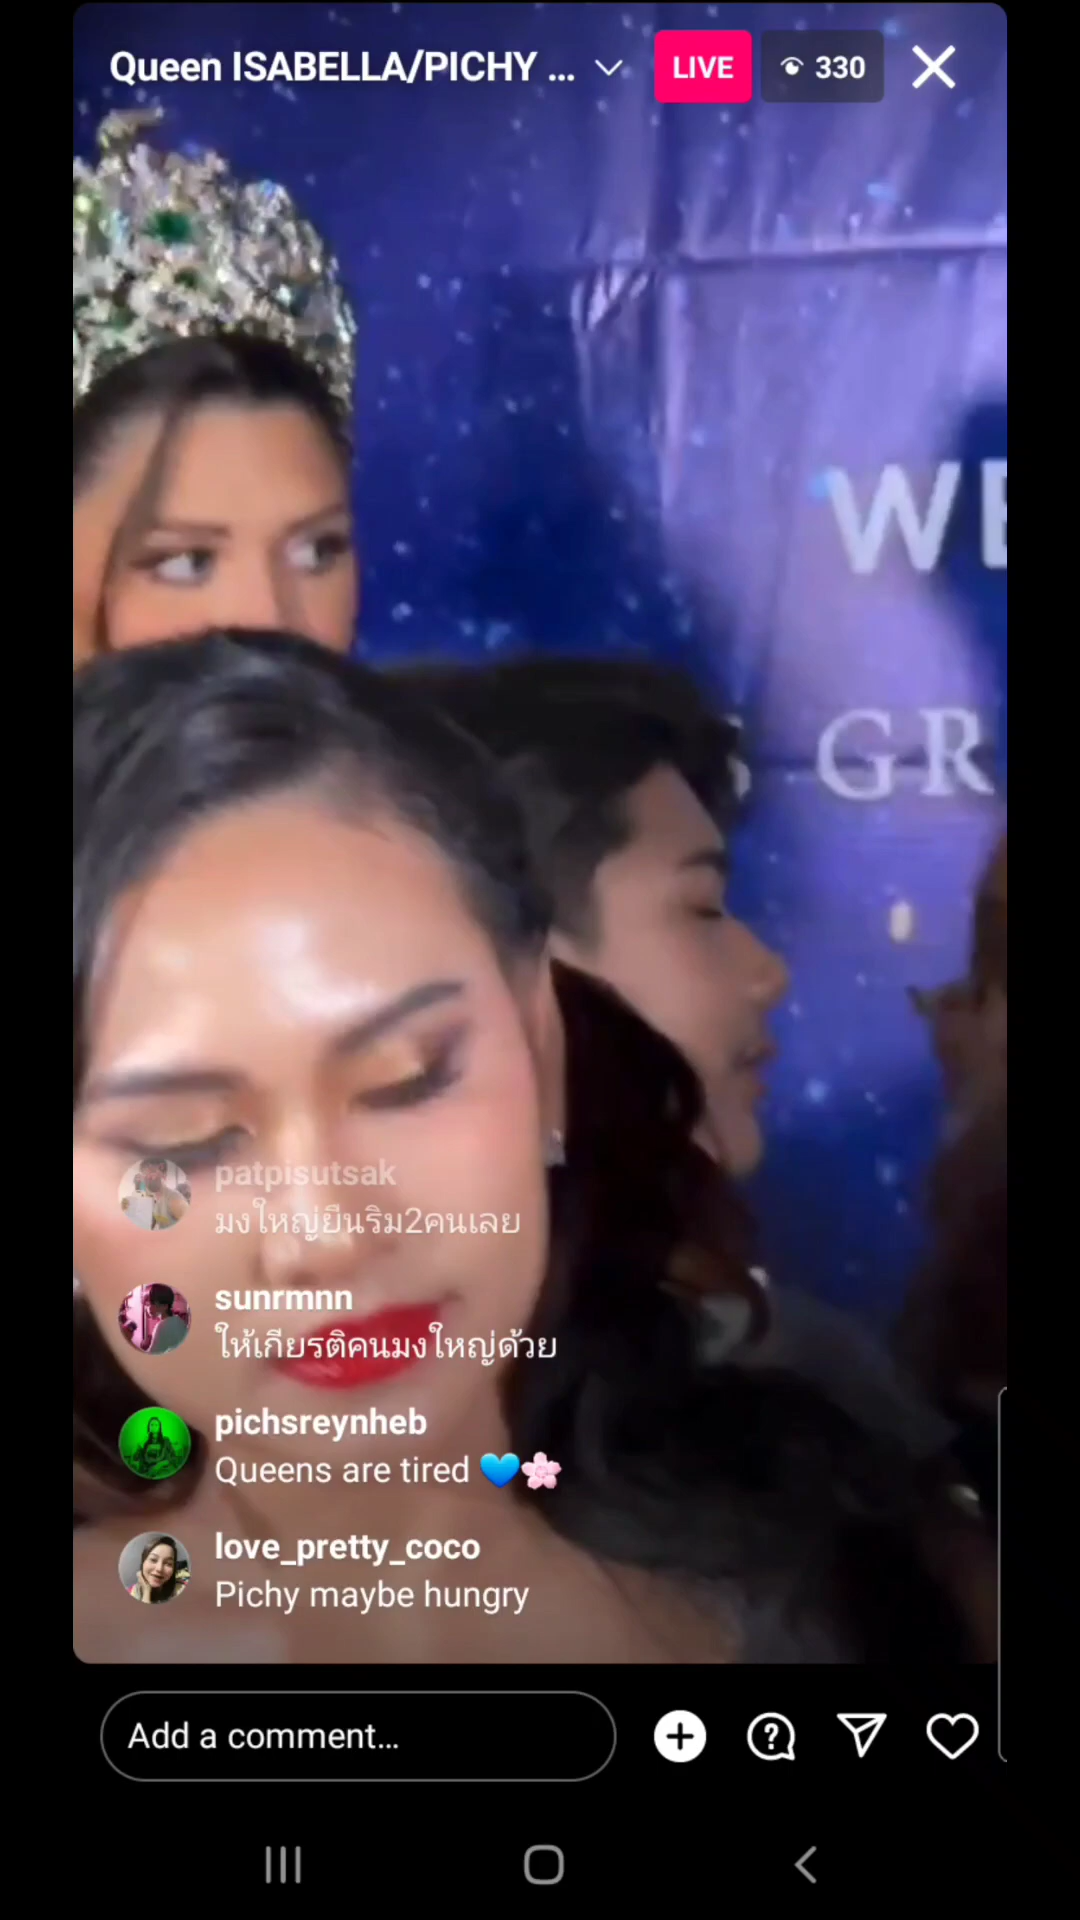 Queen ISABELLA/PICHY ...
LIVE
330
WE
S GR
patpisutsak
มงใหญ่ยืนริม2คนเลย
sunrmnn
ให้เกียรติคนมงใหญ่ด้วย
pichsreynheb
Queens are tired 💙🌸
love_pretty_coco
Pichy maybe hungry
Add a comment...